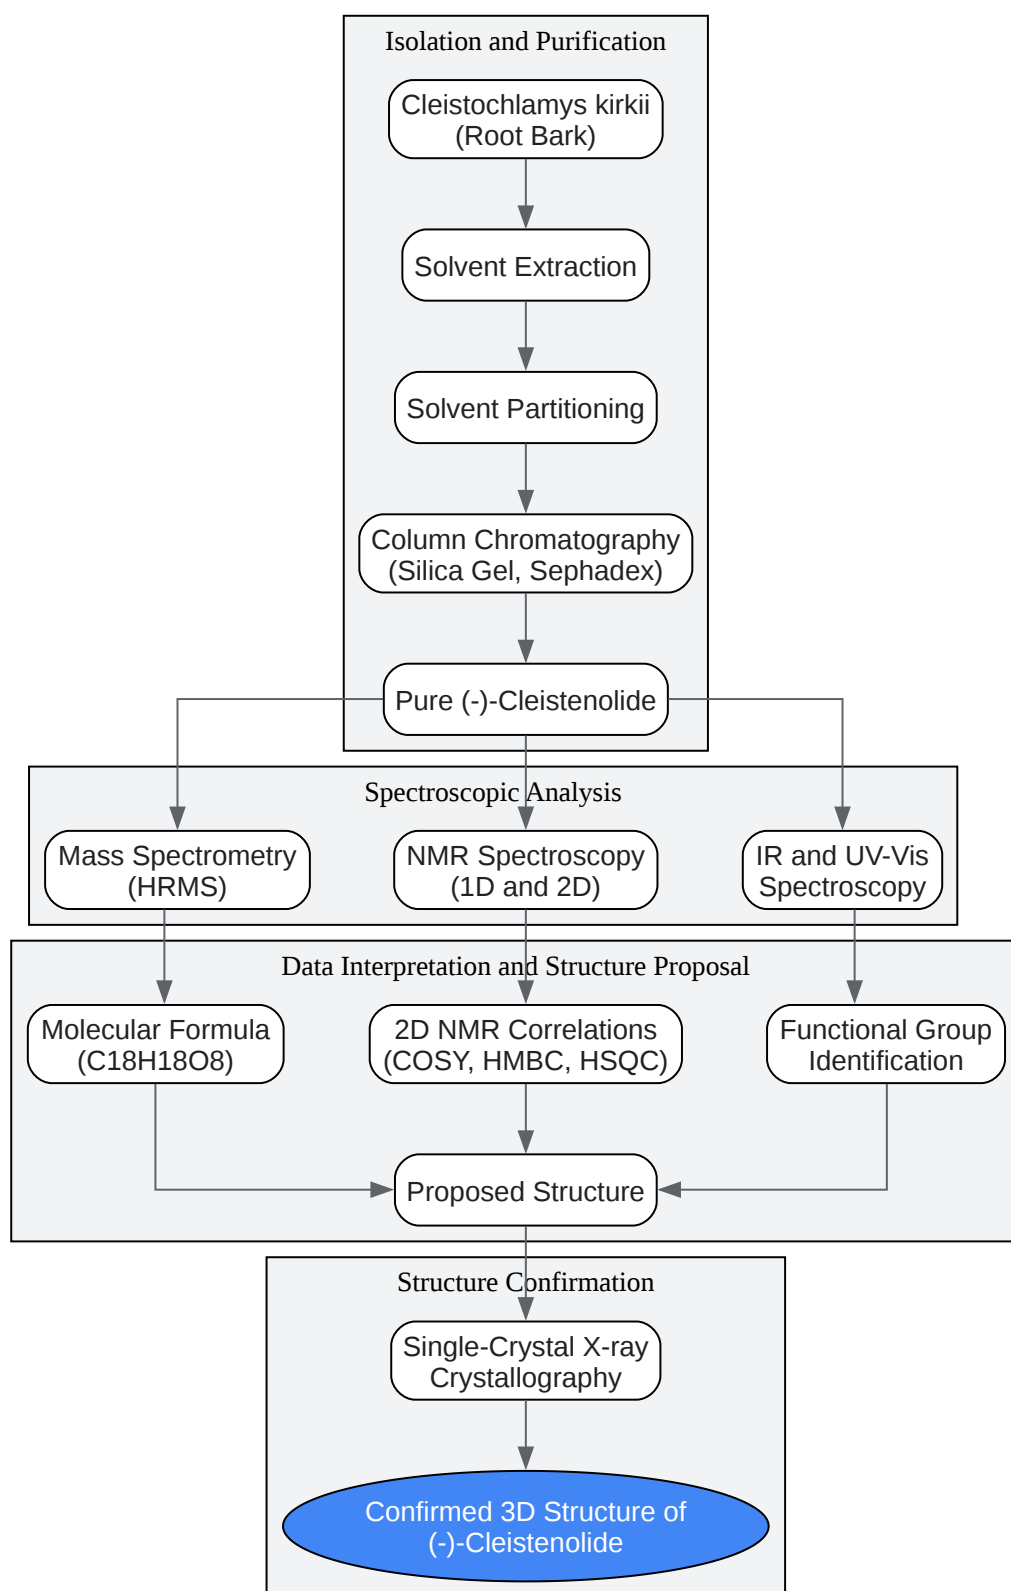 Isolation and Purification
Cleistochlamys kirkii
(Root Bark)
Solvent Extraction
Solvent Partitioning
Column Chromatography
(Silica Gel, Sephadex)
Pure (-)-Cleistenolide
Spectroscopic Analysis
Mass Spectrometry
(HRMS)
NMR Spectroscopy
(1D and 2D)
IR and UV-Vis
Spectroscopy
Data Interpretation and Structure Proposal
Molecular Formula
(C18H18O8)
2D NMR Correlations
(COSY, HMBC, HSQC)
Functional Group
Identification
Proposed Structure
Structure Confirmation
Single-Crystal X-ray
Crystallography
Confirmed 3D Structure of
(-)-Cleistenolide